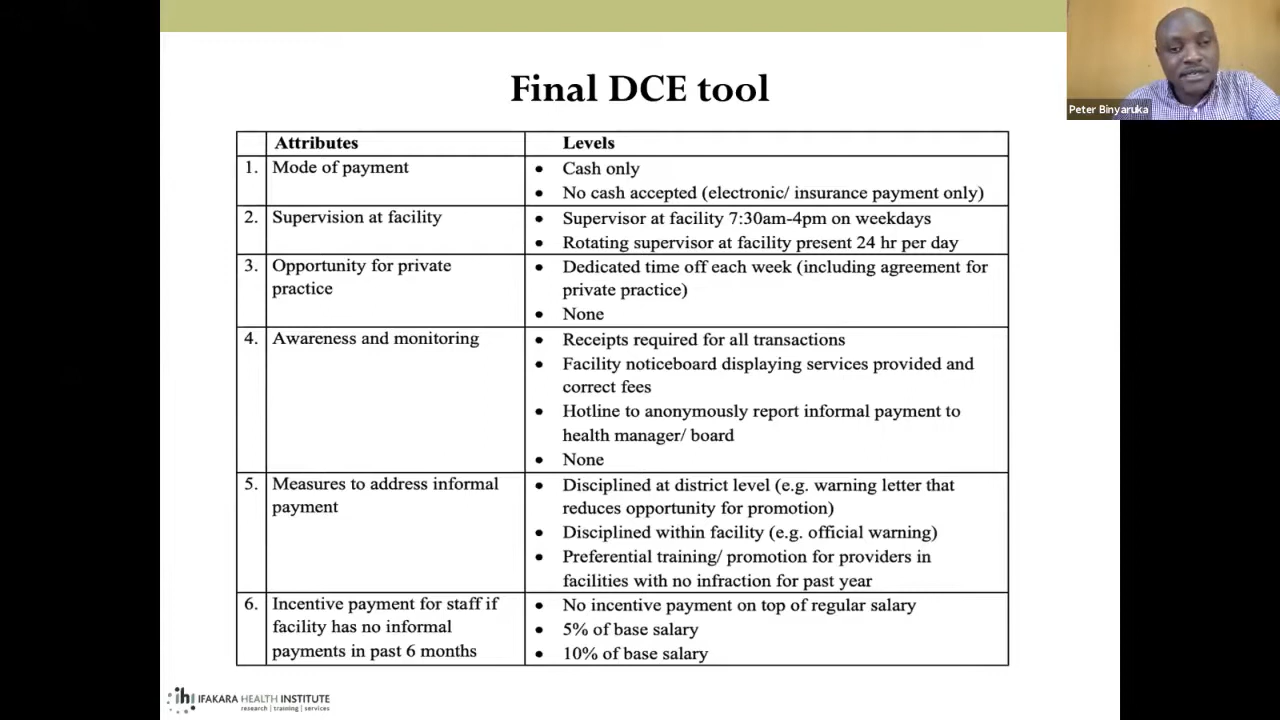 Final DCE tool
Peter Binyaruka
Attributes
Levels
1.
Mode of payment
• Cash only
• No cash accepted (electronic/ insurance payment only)
2.
Supervision at facility
• Supervisor at facility 7:30am-4pm on weekdays
• Rotating supervisor at facility present 24 hr per day
3.
Opportunity for private
practice
• Dedicated time off each week (including agreement for
private practice)
• None
4.
Awareness and monitoring
• Receipts required for all transactions
• Facility noticeboard displaying services provided and
correct fees
• Hotline to anonymously report informal payment to
health manager/ board
• None
5.
Measures to address informal
payment
• Disciplined at district level (e.g. warning letter that
reduces opportunity for promotion)
• Disciplined within facility (e.g. official warning)
• Preferential training/ promotion for providers in
facilities with no infraction for past year
6.
Incentive payment for staff if
facility has no informal
payments in past 6 months
• No incentive payment on top of regular salary
• 5% of base salary
• 10% of base salary
ihi IFAKARA HEALTH INSTITUTE
research | training | services